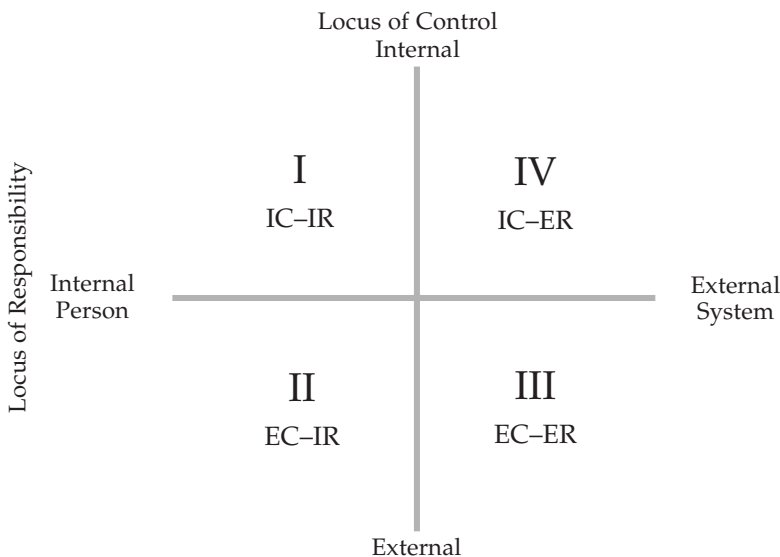 Locus of Control
Internal
I
IC–IR
IV
IC–ER
Locus of Responsibility
Internal
Person
External
System
II
EC–IR
III
EC–ER
External